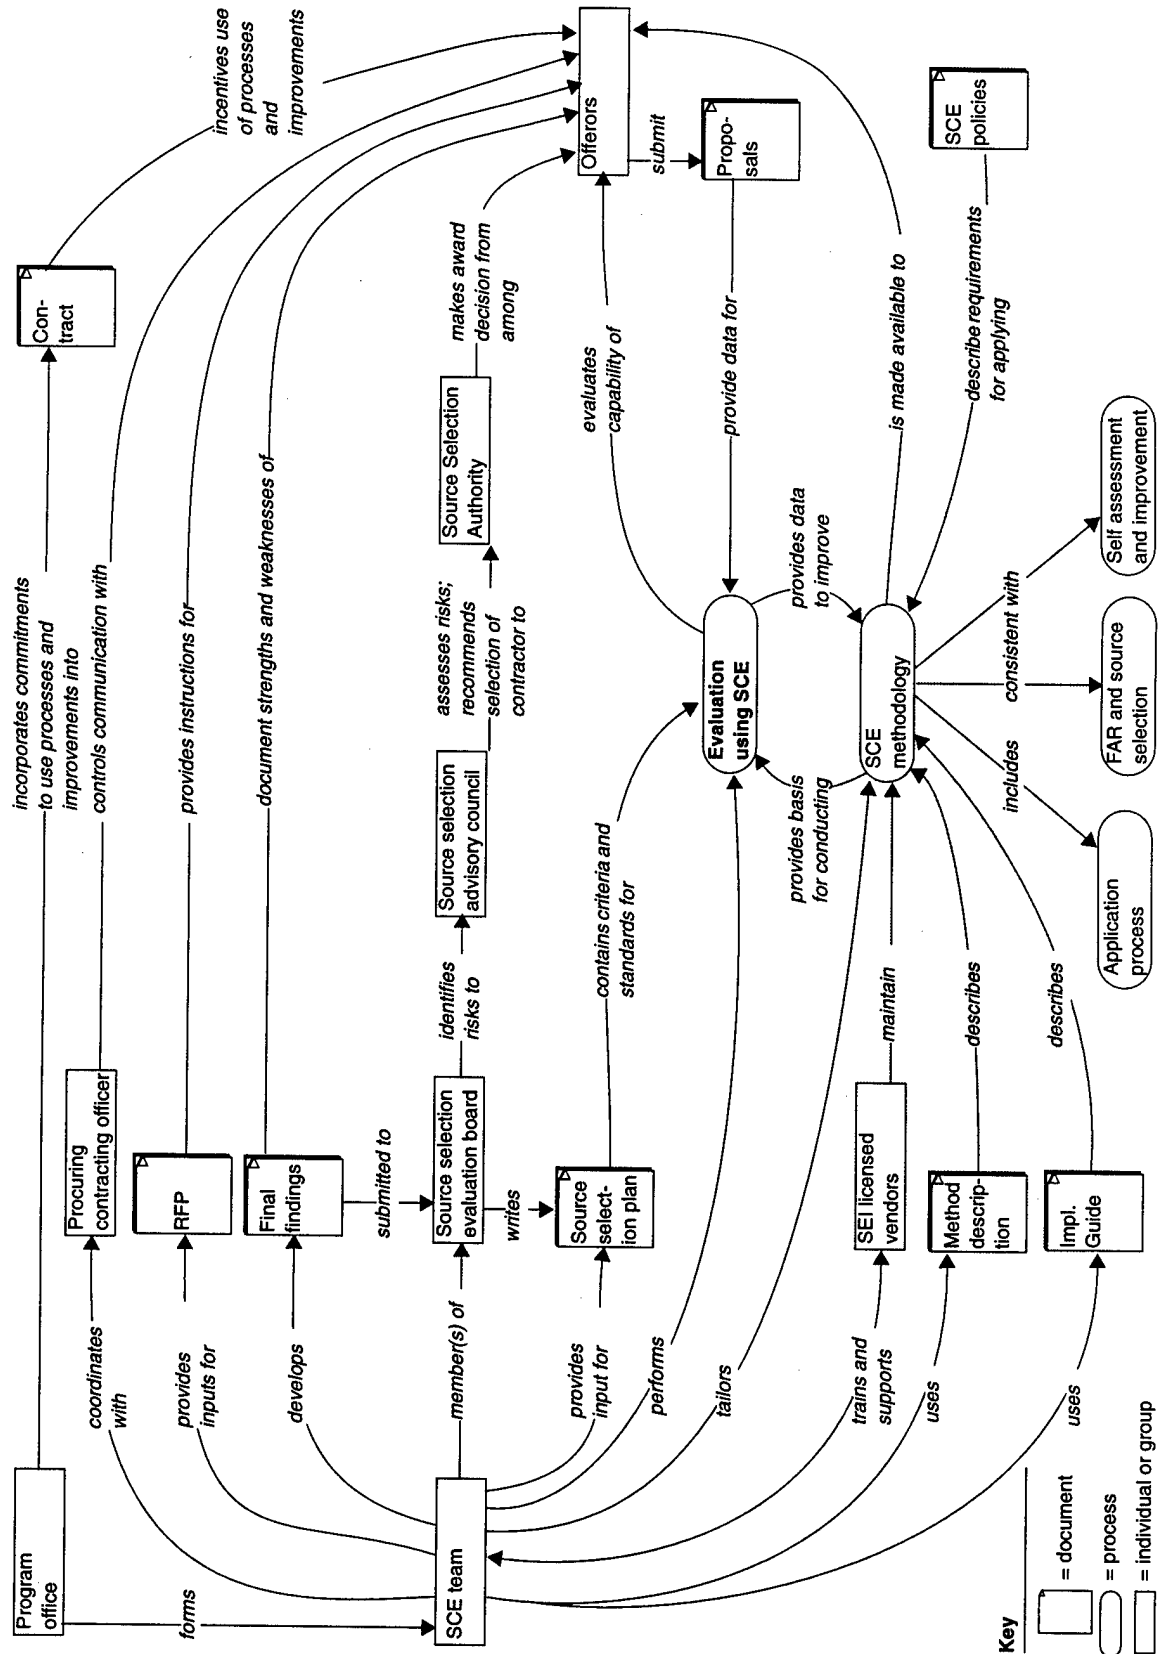 Program
office
incorporates commitments
to use processes and
improvements into
Con-
tract
incentives use
of processes
and
improvements
forms
coordinates
with
Procuring
contracting officer
controls communication with
provides
inputs for
RFP
provides instructions for
develops
Final
findings
document strengths and weaknesses of
submitted to
SCE team
member(s) of
Source selection
evaluation board
identifies
risks to
Source selection
advisory council
assesses risks;
recommends
selection of
contractor to
Source Selection
Authority
makes award
decision from
among
Offerors
writes
provides
input for
Source
select-
ion plan
contains criteria and
standards for
evaluates
capability of
submit
performs
Evaluation
using SCE
provide data for
Propo-
sals
tailors
provides basis
for conducting
provides data
to improve
trains and
supports
SEI licensed
vendors
maintain
SCE
methodology
is made available to
uses
Method
descrip-
tion
describes
describe requirements
for applying
SCE
policies
uses
Impl.
Guide
describes
includes
consistent with
Application
process
FAR and source
selection
Self assessment
and improvement
Key
= document
= process
= individual or group